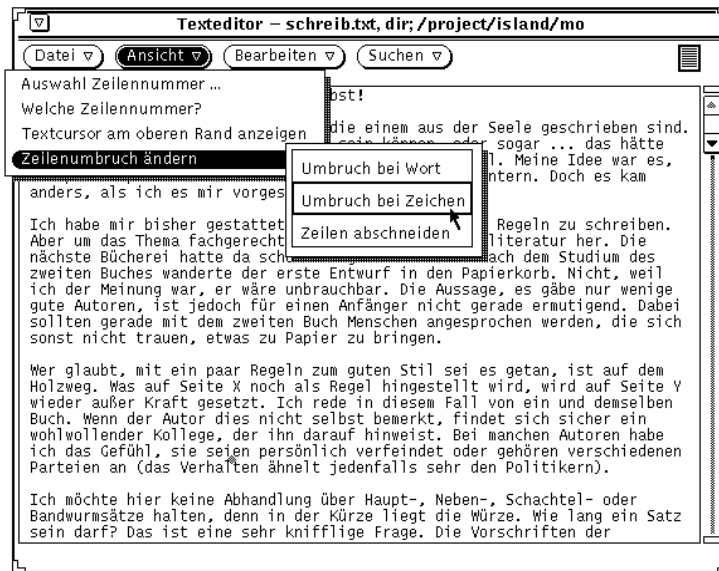 Texteditor – schreib.txt, dir; /project/island/mo
Datei Ansicht Bearbeiten Suchen
Auswahl Zeilennummer ...
Welche Zeilennummer?
Textcursor am oberen Rand anzeigen
Zeilenumbruch ändern
Umbruch bei Wort
Umbruch bei Zeichen
Zeilen abschneiden
bst!
die einem aus der Seele geschrieben sind.
sein können, oder sogar ... das hätte
l. Meine Idee war es,
ntern. Doch es kam
anders, als ich es mir vorges
Ich habe mir bisher gestattet Regeln zu schreiben.
Aber um das Thema fachgerecht literatur her. Die
nächste Bücherei hatte da sch ach dem Studium des
zweiten Buches wanderte der erste Entwurf in den Papierkorb. Nicht, weil
ich der Meinung war, er wäre unbrauchbar. Die Aussage, es gäbe nur wenige
gute Autoren, ist jedoch für einen Anfänger nicht gerade ermutigend. Dabei
sollten gerade mit dem zweiten Buch Menschen angesprochen werden, die sich
sonst nicht trauen, etwas zu Papier zu bringen.
Wer glaubt, mit ein paar Regeln zum guten Stil sei es getan, ist auf dem
Holzweg. Was auf Seite X noch als Regel hingestellt wird, wird auf Seite Y
wieder außer Kraft gesetzt. Ich rede in diesem Fall von ein und demselben
Buch. Wenn der Autor dies nicht selbst bemerkt, findet sich sicher ein
wohlwollender Kollege, der ihn darauf hinweist. Bei manchen Autoren habe
ich das Gefühl, sie seien persönlich verfeindet oder gehören verschiedenen
Parteien an (das Verhalten ähnelt jedenfalls sehr den Politikern).
Ich möchte hier keine Abhandlung über Haupt-, Neben-, Schachtel- oder
Bandwurmsätze halten, denn in der Kürze liegt die Würze. Wie lang ein Satz
sein darf? Das ist eine sehr knifflige Frage. Die Vorschriften der